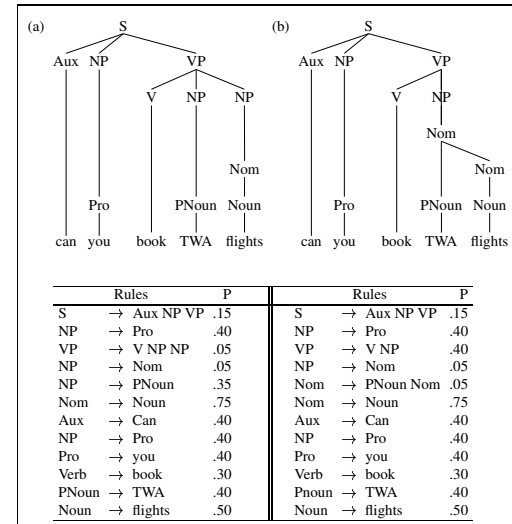 (a) S (b) S
Aux NP VP Aux NP VP
V NP NP V NP
Nom
Nom Nom
Pro PNoun Noun Pro PNoun Noun
can you book TWA flights can you book TWA flights
Rules P Rules P
S → Aux NP VP .15 S → Aux NP VP .15
NP → Pro .40 NP → Pro .40
VP → V NP NP .05 VP → V NP .40
NP → Nom .05 NP → Nom .05
NP → PNoun .35 Nom → PNoun Nom .05
Nom → Noun .75 Nom → Noun .75
Aux → Can .40 Aux → Can .40
NP → Pro .40 NP → Pro .40
Pro → you .40 Pro → you .40
Verb → book .30 Verb → book .30
PNoun → TWA .40 Pnoun → TWA .40
Noun → flights .50 Noun → flights .50